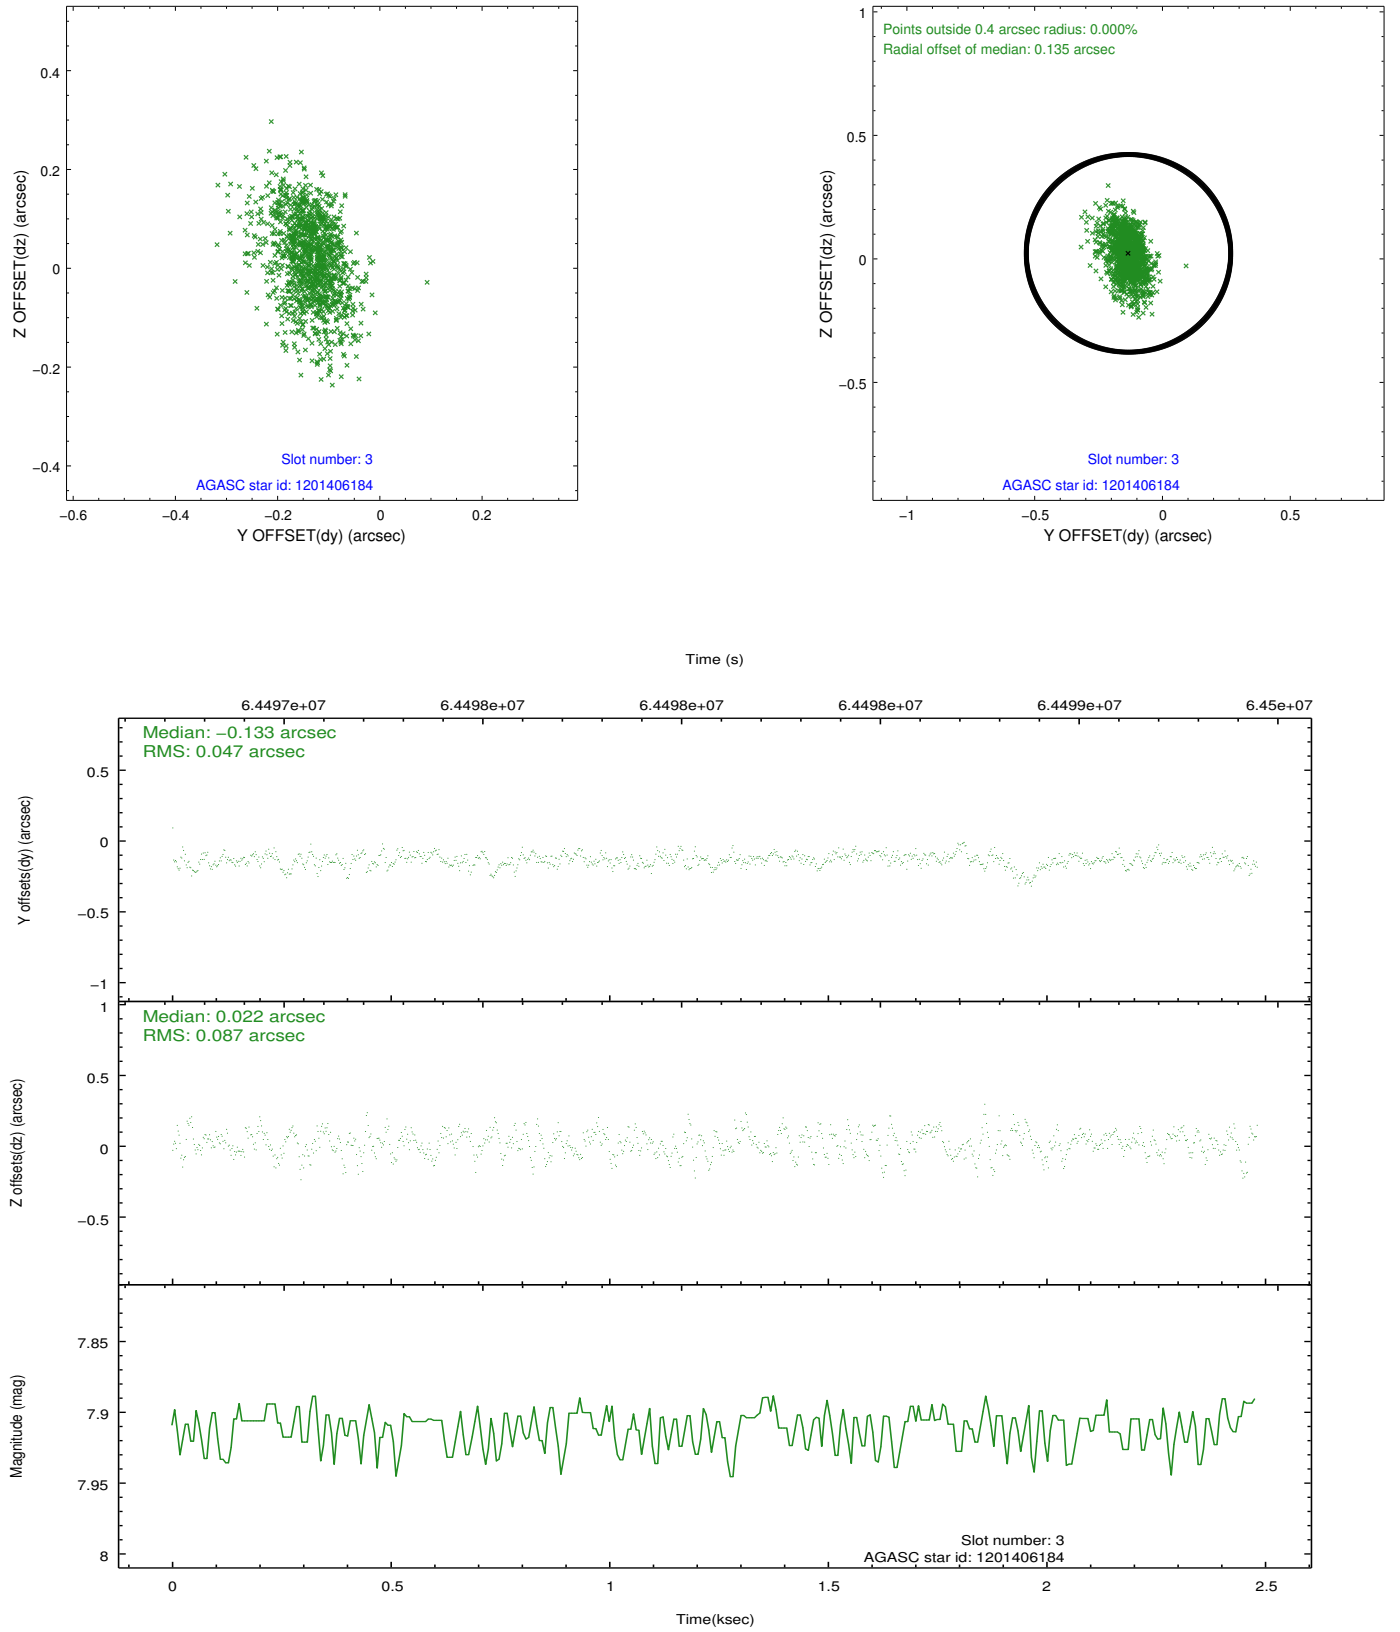 0.4
0.2
0
−0.2
−0.4
Z OFFSET(dz) (arcsec)
Slot number: 3
AGASC star id: 1201406184
−0.6
−0.4
−0.2
0
0.2
Y OFFSET(dy) (arcsec)
Points outside 0.4 arcsec radius: 0.000%
Radial offset of median: 0.135 arcsec
1
0.5
0
−0.5
Z OFFSET(dz) (arcsec)
Slot number: 3
AGASC star id: 1201406184
−1
−0.5
0
0.5
Y OFFSET(dy) (arcsec)
Time (s)
6.4497e+07
6.4498e+07
6.4498e+07
6.4498e+07
6.4499e+07
6.45e+07
Median: −0.133 arcsec
RMS: 0.047 arcsec
0.5
0
−0.5
−1
Y offsets(dy) (arcsec)
Median: 0.022 arcsec
RMS: 0.087 arcsec
1
0.5
0
−0.5
Z offsets(dz) (arcsec)
7.85
7.9
7.95
8
Magnitude (mag)
Slot number: 3
AGASC star id: 1201406184
0
0.5
1
1.5
2
2.5
Time(ksec)